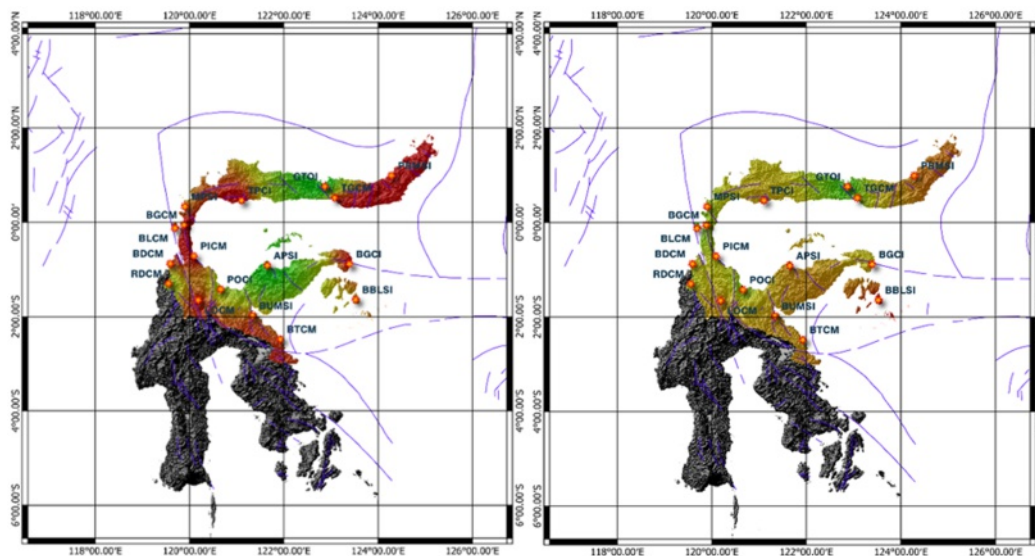 118°00.00'E 120°00.00'E 122°00.00'E 124°00.00'E 126°00.00'E
4°00.00'N
2°00.00'N
0°00.00'N
2°00.00'S
4°00.00'S
6°00.00'S
GTOI
TGCM
TPCI
MPSI
BGCM
BLCM
PICM
BDCM
APSI
BGCI
RDCM
POCI
BBLSI
BUMSI
BTCM
118°00.00'E 120°00.00'E 122°00.00'E 124°00.00'E 126°00.00'E
118°00.00'E 120°00.00'E 122°00.00'E 124°00.00'E 126°00.00'E
4°00.00'N
2°00.00'N
0°00.00'N
2°00.00'S
4°00.00'S
6°00.00'S
GTOI
TGCM
TPCI
MPSI
BGCM
BLCM
PICM
BDCM
APSI
BGCI
RDCM
POCI
BBLSI
BUMSI
BTCM
118°00.00'E 120°00.00'E 122°00.00'E 124°00.00'E 126°00.00'E